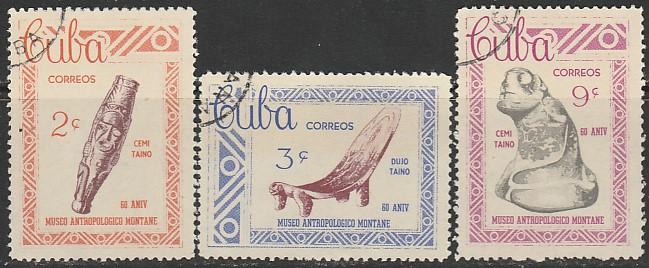 Cuba
CORREOS
2¢
CEMI
TAINO
60 ANIV
MUSEO ANTROPOLOGICO MONTANE
Cuba
CORREOS
3¢
DUJO
TAINO
60 ANIV
MUSEO ANTROPOLOGICO MONTANE
Cuba
CORREOS
9¢
CEMI
TAINO
60 ANIV
MUSEO ANTROPOLOGICO MONTANE